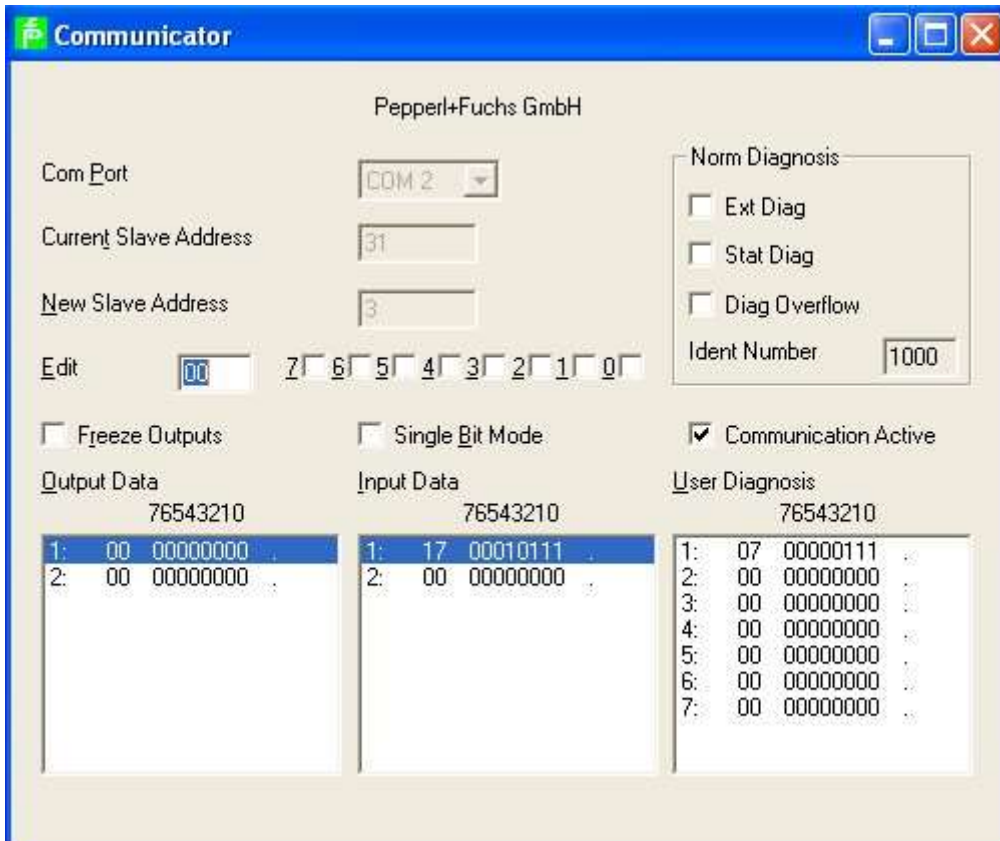 Communicator
Pepperl+Fuchs GmbH
Com Port
COM 2
Current Slave Address
31
New Slave Address
3
Norm Diagnosis
Ext Diag
Stat Diag
Diag Overflow
Ident Number 1000
Edit 00 7 6 5 4 3 2 1 0
Freeze Outputs Single Bit Mode Communication Active
Output Data
76543210
1: 00 00000000 .
2: 00 00000000 .
Input Data
76543210
1: 17 00010111 .
2: 00 00000000 .
User Diagnosis
76543210
1: 07 00000111 .
2: 00 00000000 .
3: 00 00000000 .
4: 00 00000000 .
5: 00 00000000 .
6: 00 00000000 .
7: 00 00000000 .